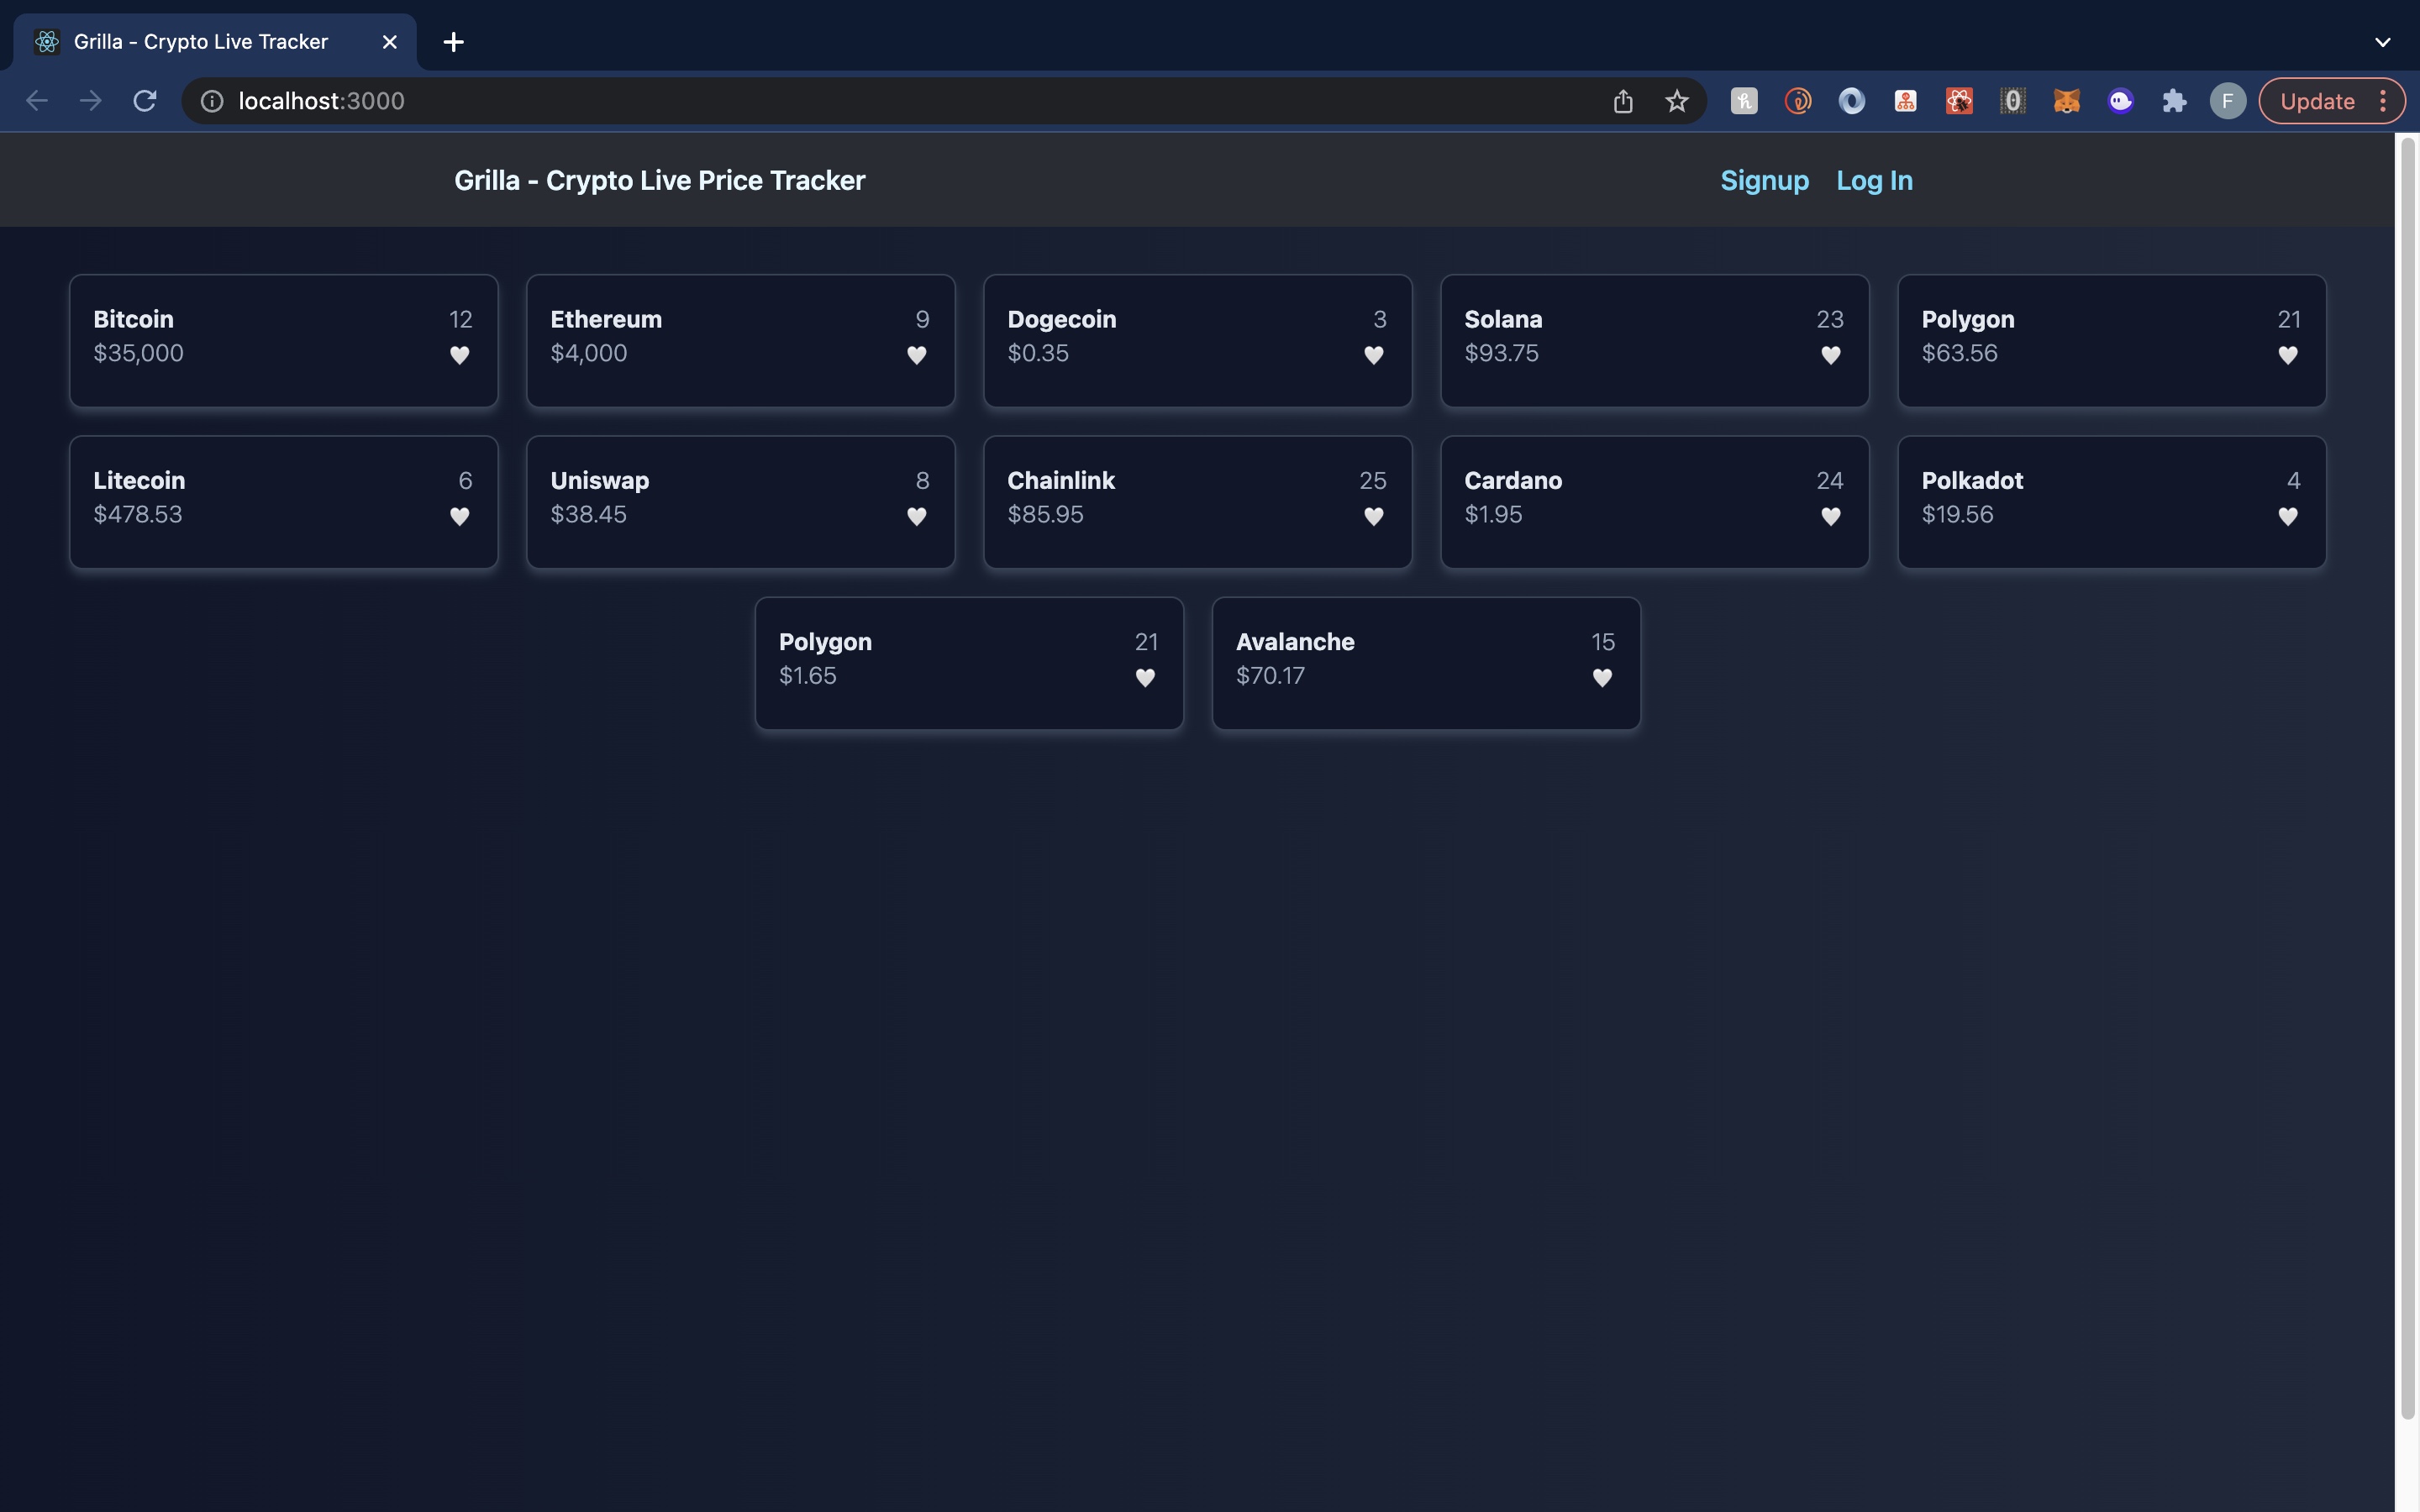 Grilla - Crypto Live Tracker
localhost:3000
F
Update
Grilla - Crypto Live Price Tracker
Signup
Log In
Bitcoin 12
$35,000
Ethereum 9
$4,000
Dogecoin 3
$0.35
Solana 23
$93.75
Polygon 21
$63.56
Litecoin 6
$478.53
Uniswap 8
$38.45
Chainlink 25
$85.95
Cardano 24
$1.95
Polkadot 4
$19.56
Polygon 21
$1.65
Avalanche 15
$70.17